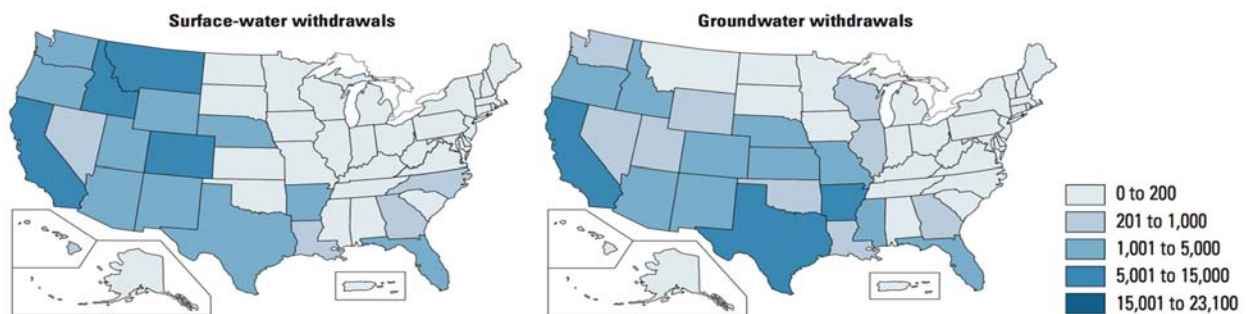 Surface-water withdrawals
Groundwater withdrawals
0 to 200
201 to 1,000
1,001 to 5,000
5,001 to 15,000
15,001 to 23,100